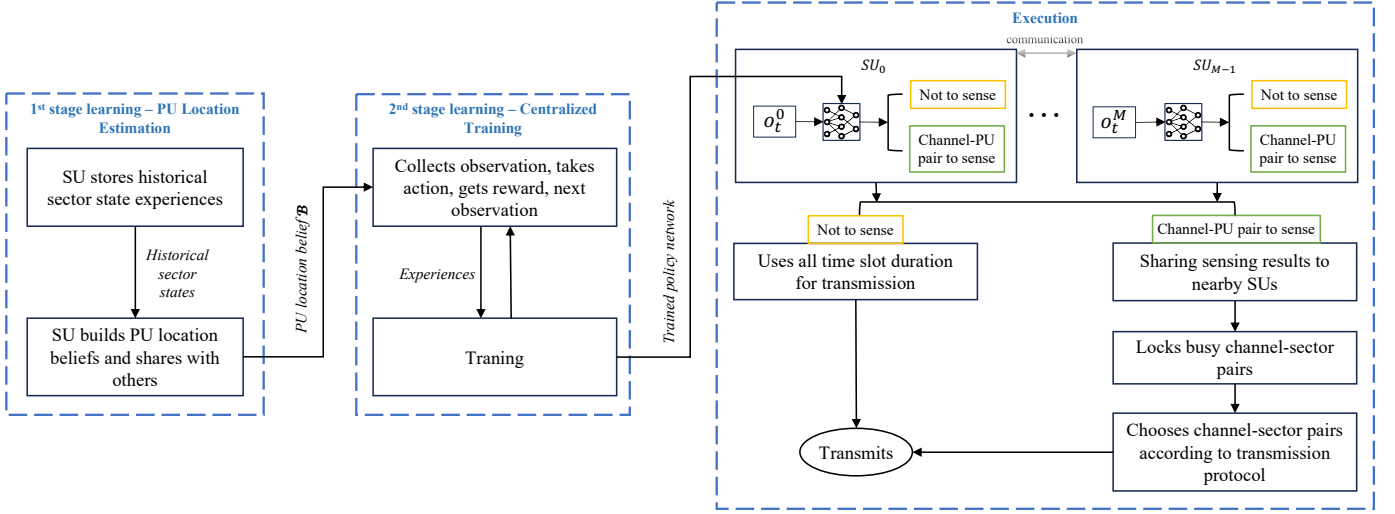 1st stage learning – PU Location
Estimation
SU stores historical
sector state experiences
Historical
sector
states
SU builds PU location
beliefs and shares with
others
PU location belief ℬ
2nd stage learning – Centralized
Training
Collects observation, takes
action, gets reward, next
observation
Experiences
Traning
Trained policy network
Execution
communication
SU0
o_t^0
Not to sense
Channel-PU
pair to sense
...
SUM−1
o_t^M
Not to sense
Channel-PU
pair to sense
Not to sense
Uses all time slot duration
for transmission
Channel-PU pair to sense
Sharing sensing results to
nearby SUs
Locks busy channel-sector
pairs
Chooses channel-sector pairs
according to transmission
protocol
Transmits